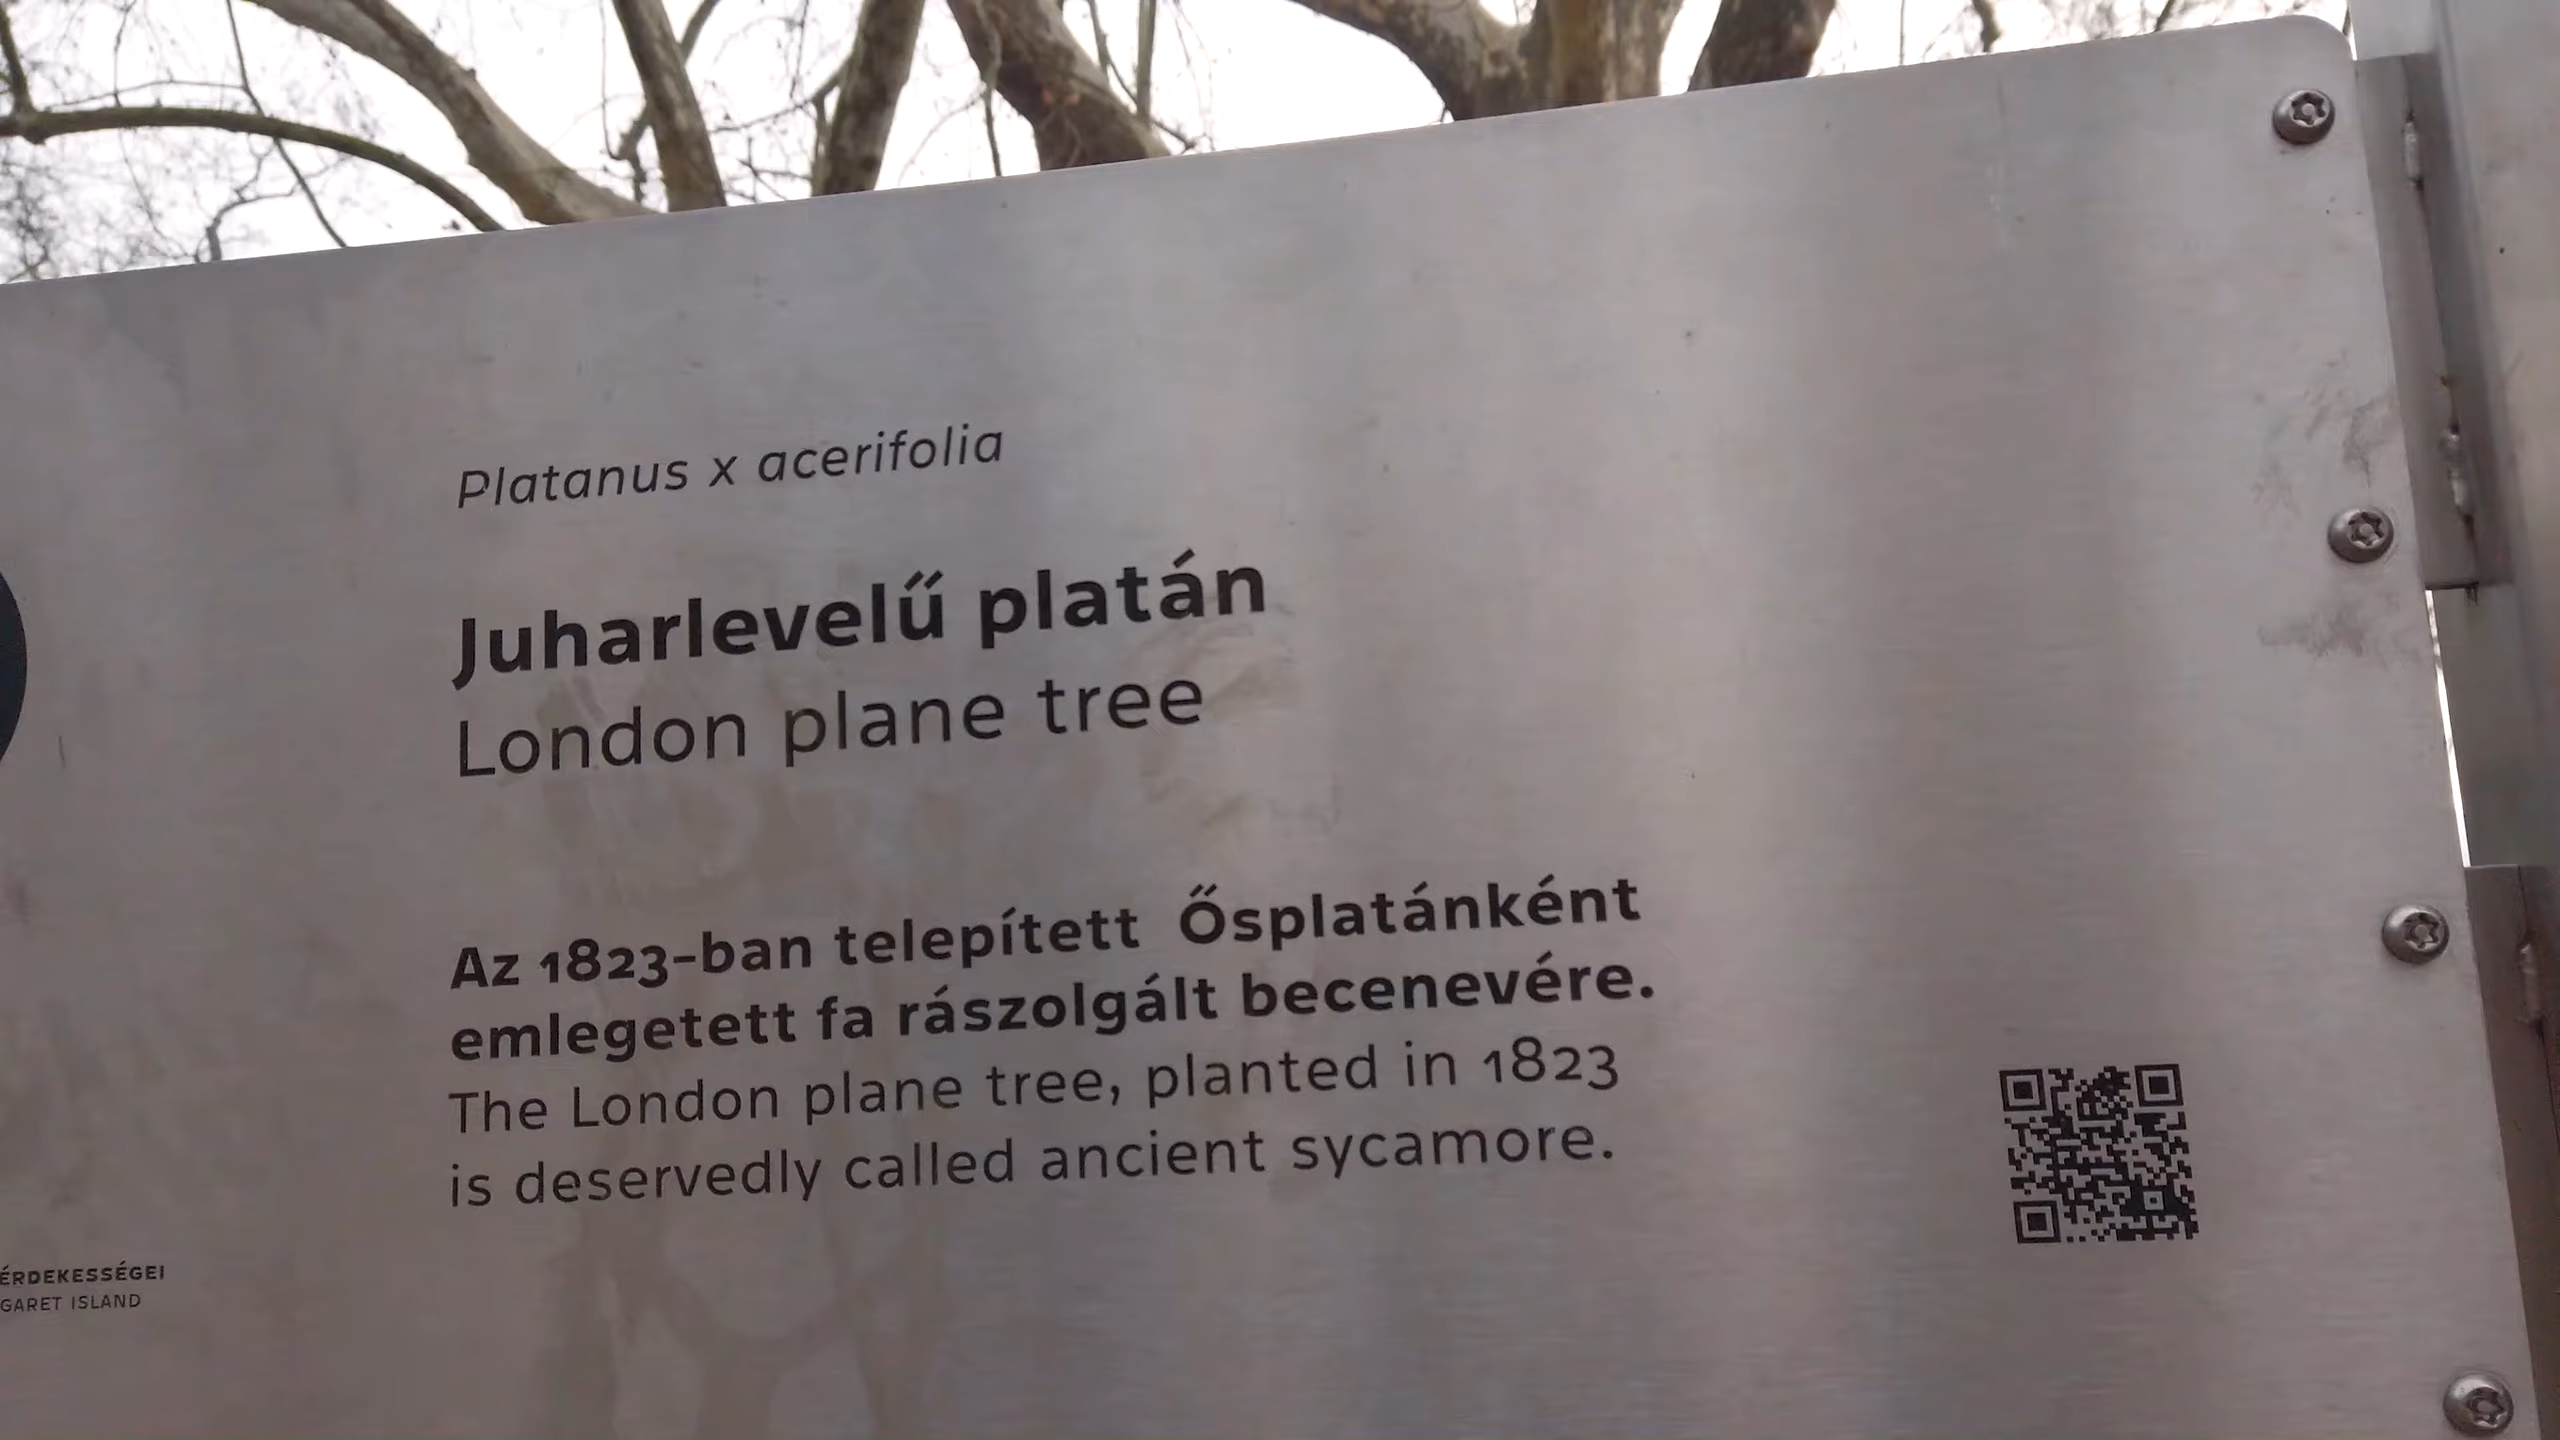 Platanus x acerifolia
Juharlevelű platán
London plane tree
Az 1823-ban telepített Ősplatánként
emlegetett fa rászolgált becenevére.
The London plane tree, planted in 1823
is deservedly called ancient sycamore.
ÉRDEKESSÉGEI
GARET ISLAND